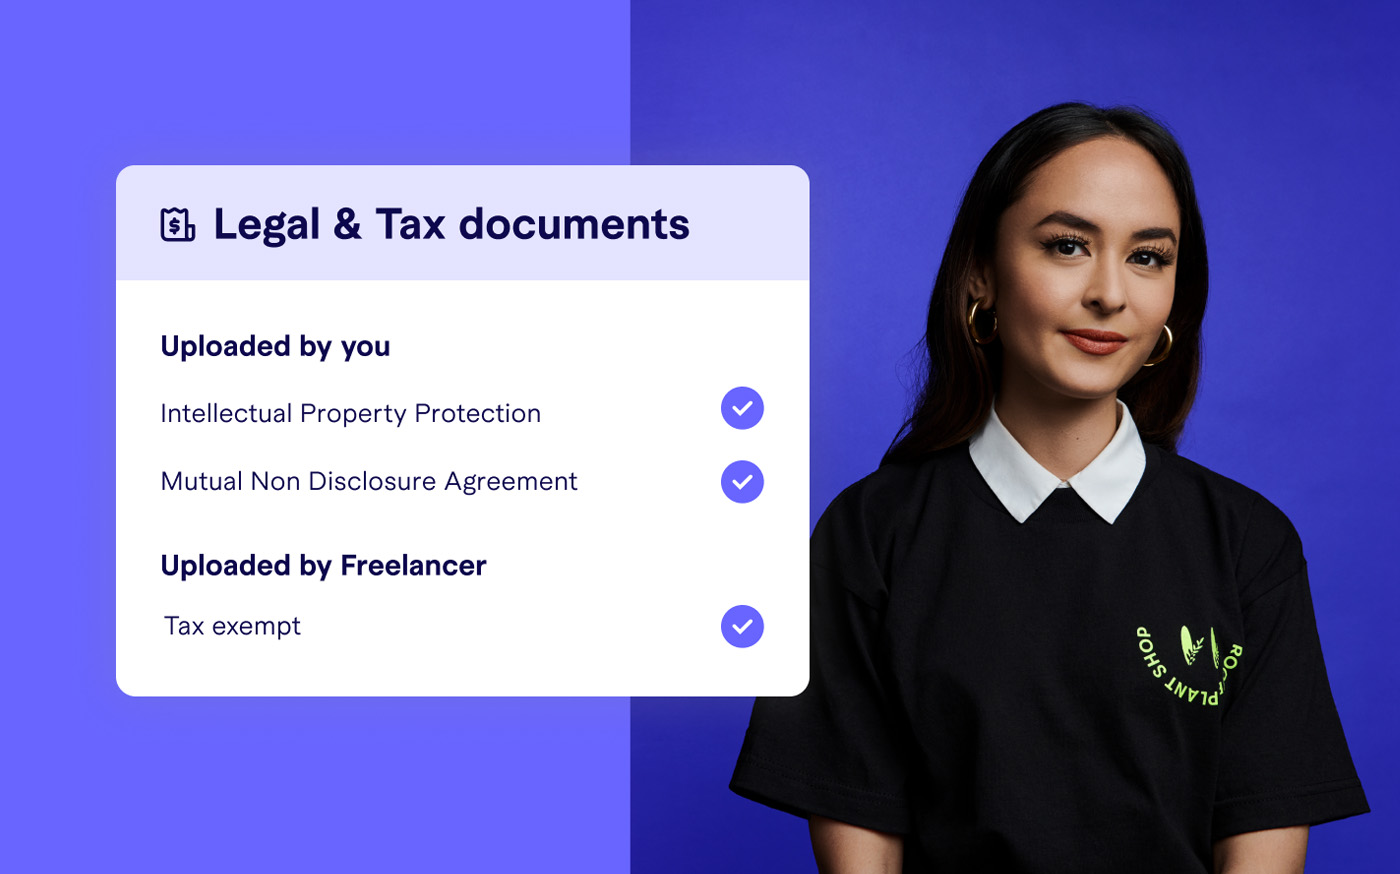 Legal & Tax documents
Uploaded by you
Intellectual Property Protection
Mutual Non Disclosure Agreement
Uploaded by Freelancer
Tax exempt
PLANT SHOP